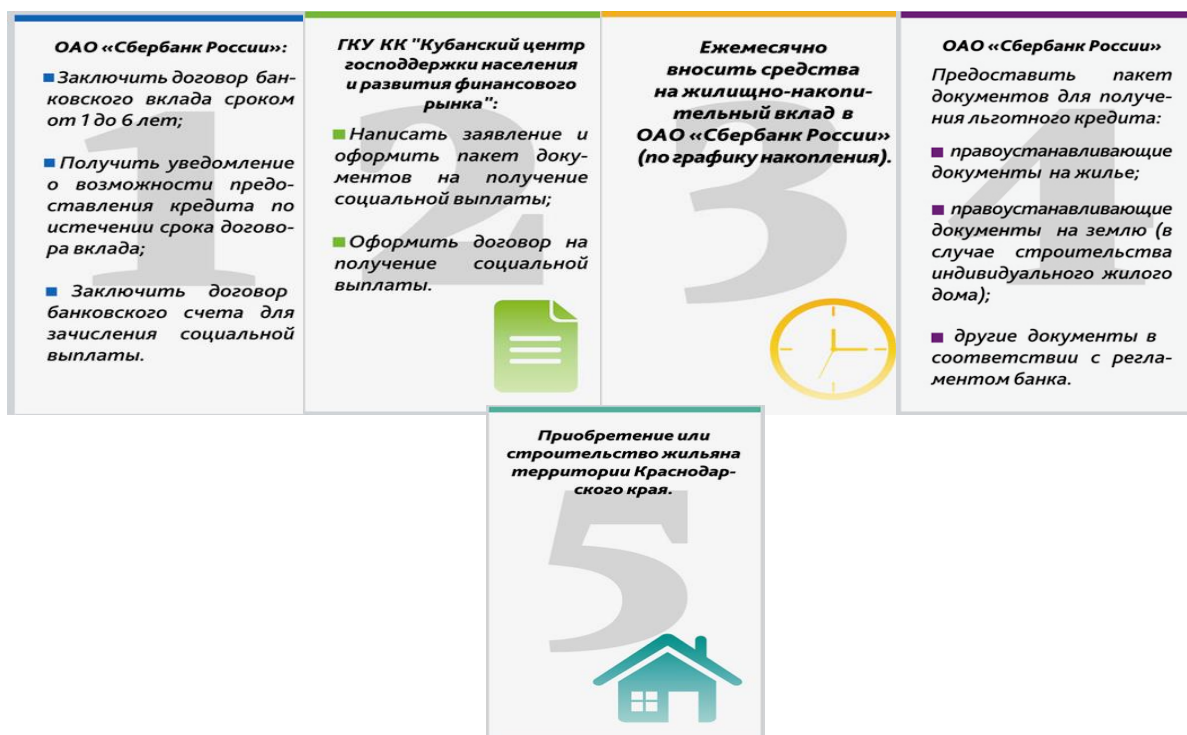 ОАО «Сбербанк России»:
Заключить договор бан-
ковского вклада сроком
от 1 до 6 лет;
Получить уведомление
о возможности предо-
ставления кредита по
истечении срока догово-
ра вклада;
Заключить договор
банковского счета для
зачисления социальной
выплаты.
1
ГКУ КК "Кубанский центр
господдержки населения
и развития финансового
рынка":
Написать заявление и
оформить пакет доку-
ментов на получение
социальной выплаты;
Оформить договор на
получение социальной
выплаты.
2
Ежемесячно
вносить средства
на жилищно-накопи-
тельный вклад в
ОАО «Сбербанк России»
(по графику накопления).
3
ОАО «Сбербанк России»
Предоставить пакет
документов для получе-
ния льготного кредита:
правоустанавливающие
документы на жилье;
правоустанавливающие
документы на землю (в
случае строительства
индивидуального жилого
дома);
другие документы в
соответствии с регла-
ментом банка.
4
Приобретение или
строительство жильяна
территории Краснодар-
ского края.
5